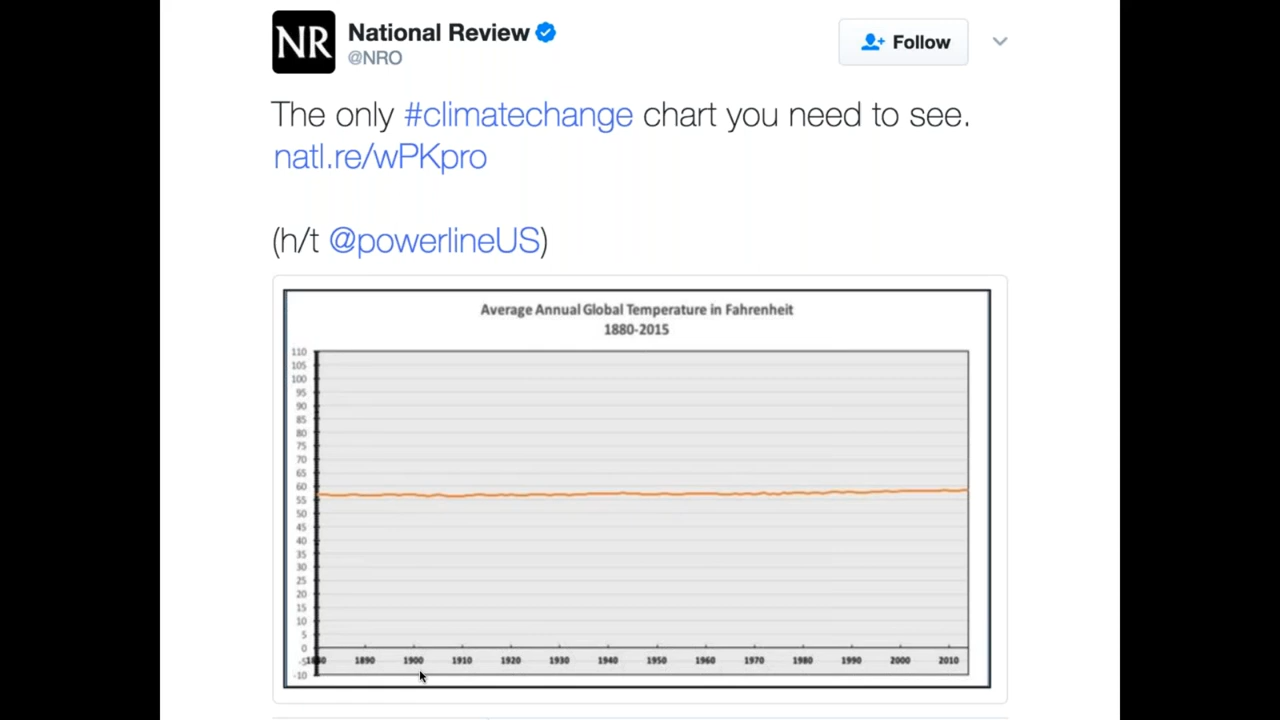 NR
National Review
@NRO
Follow
The only #climatechange chart you need to see.
natl.re/wPKpro
(h/t @powerlineUS)
Average Annual Global Temperature in Fahrenheit
1880-2015
110
105
100
95
90
85
80
75
70
65
60
55
50
45
40
35
30
25
20
15
10
5
0
-5
-10
1880 1890 1900 1910 1920 1930 1940 1950 1960 1970 1980 1990 2000 2010